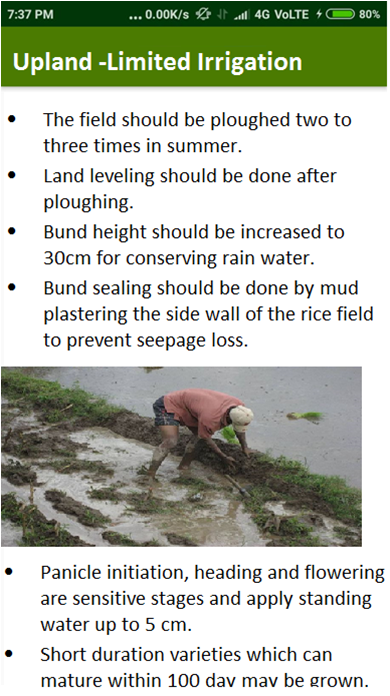 7:37 PM ... 0.00K/s 4G VoLTE 80%
Upland -Limited Irrigation
• The field should be ploughed two to
three times in summer.
• Land leveling should be done after
ploughing.
• Bund height should be increased to
30cm for conserving rain water.
• Bund sealing should be done by mud
plastering the side wall of the rice field
to prevent seepage loss.
• Panicle initiation, heading and flowering
are sensitive stages and apply standing
water up to 5 cm.
• Short duration varieties which can
mature within 100 day may be grown.